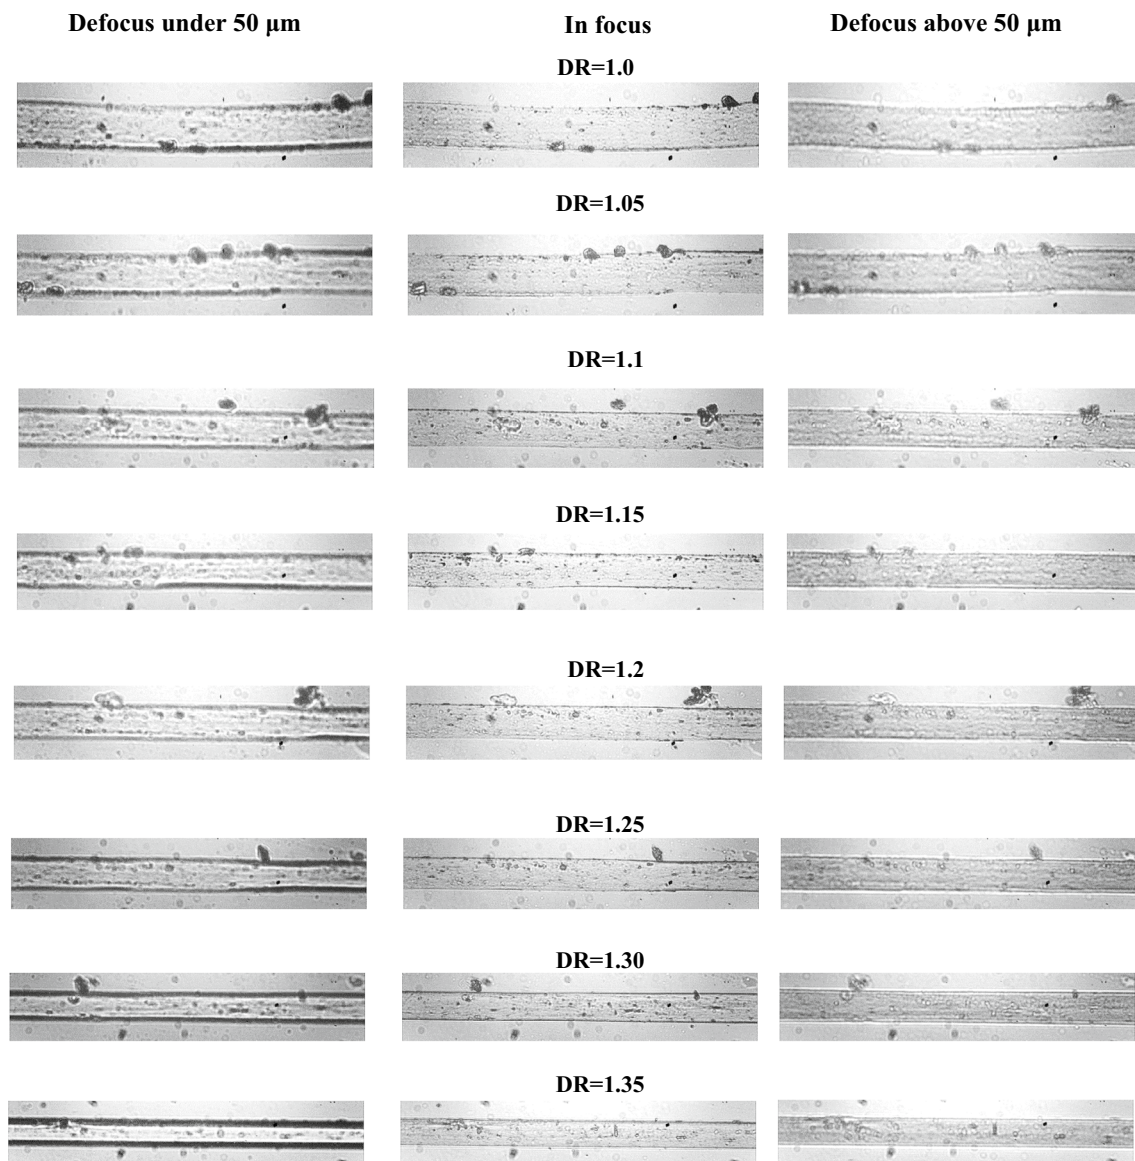 Defocus under 50 µm
In focus
Defocus above 50 µm
DR=1.0
DR=1.05
DR=1.1
DR=1.15
DR=1.2
DR=1.25
DR=1.30
DR=1.35